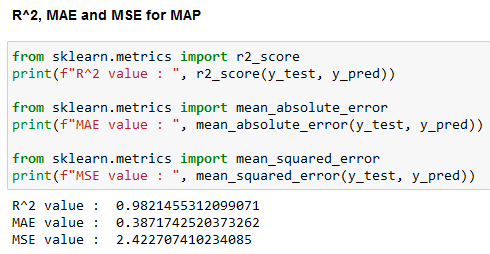 R^2, MAE and MSE for MAP
from sklearn.metrics import r2_score
print(f"R^2 value : ", r2_score(y_test, y_pred))
from sklearn.metrics import mean_absolute_error
print(f"MAE value : ", mean_absolute_error(y_test, y_pred))
from sklearn.metrics import mean_squared_error
print(f"MSE value : ", mean_squared_error(y_test, y_pred))
R^2 value :  0.9821455312099071
MAE value :  0.3871742520373262
MSE value :  2.422707410234085